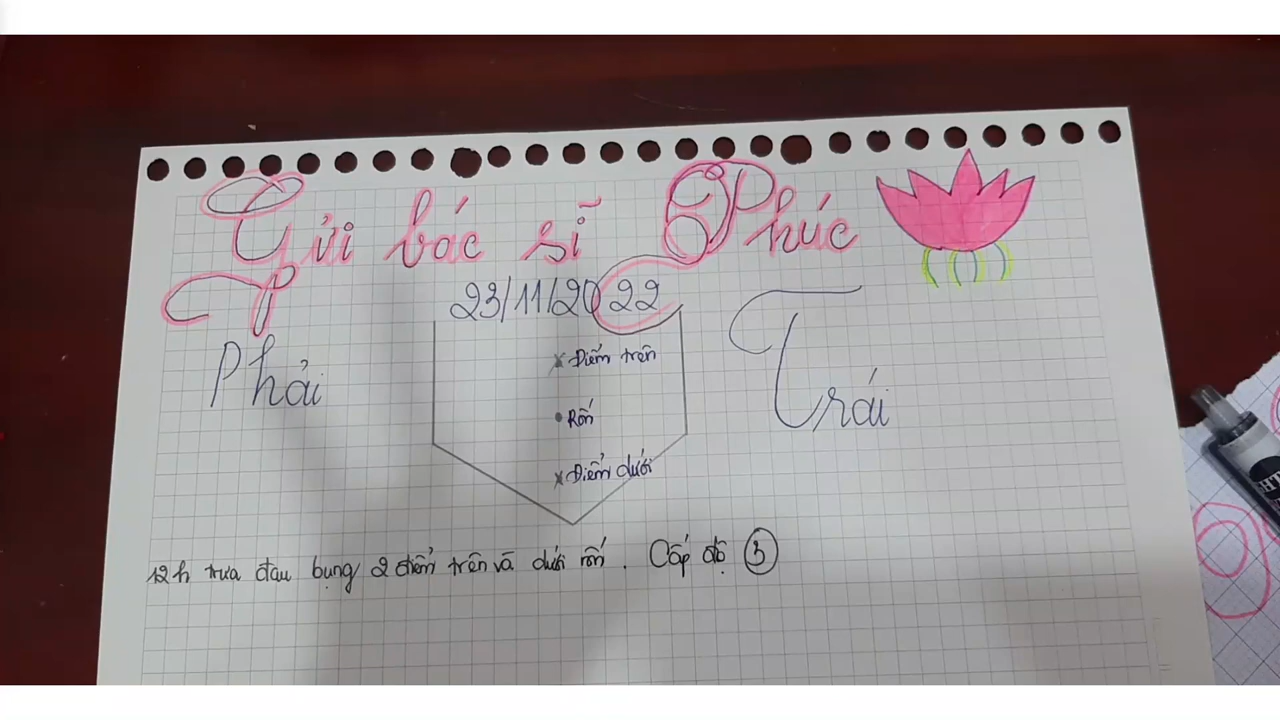 Gửi bác sĩ Phúc
23/11/2022
Phải
Trái
Điểm trên
Rốn
Điểm dưới
12h trưa đau bụng 2 điểm trên và dưới rốn. Cấp độ 3